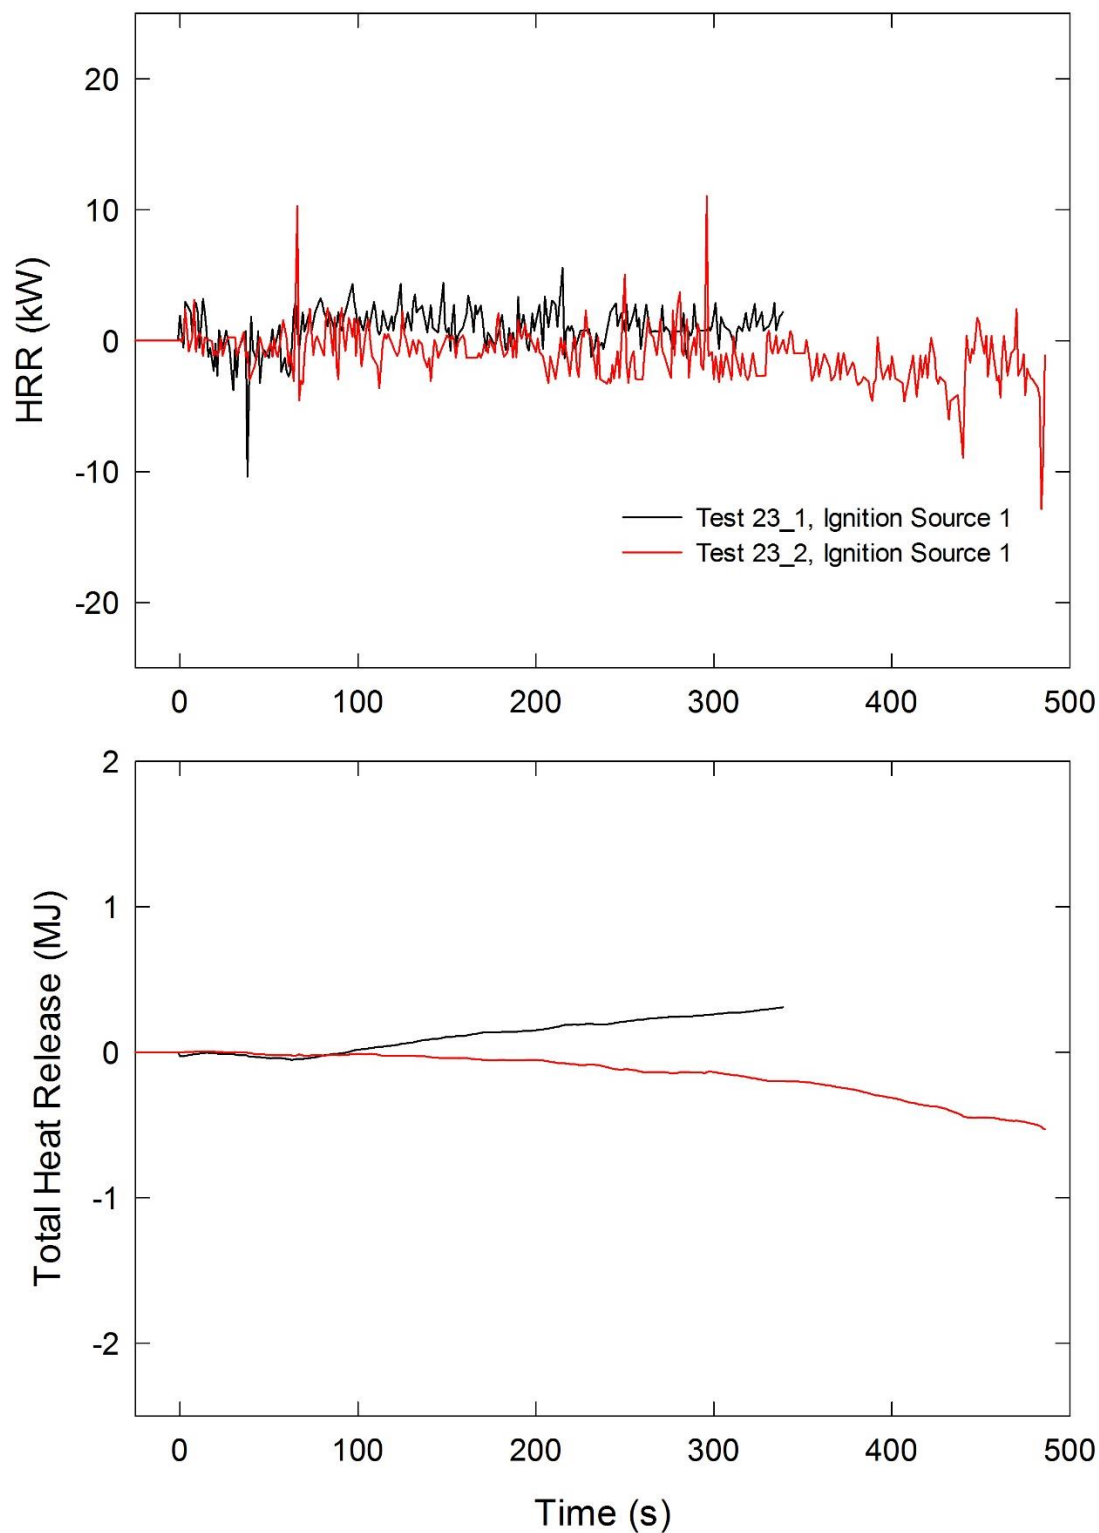 20
10
0
-10
-20
HRR (kW)
Test 23_1, Ignition Source 1
Test 23_2, Ignition Source 1
0 100 200 300 400 500
2
1
0
-1
-2
Total Heat Release (MJ)
0 100 200 300 400 500
Time (s)